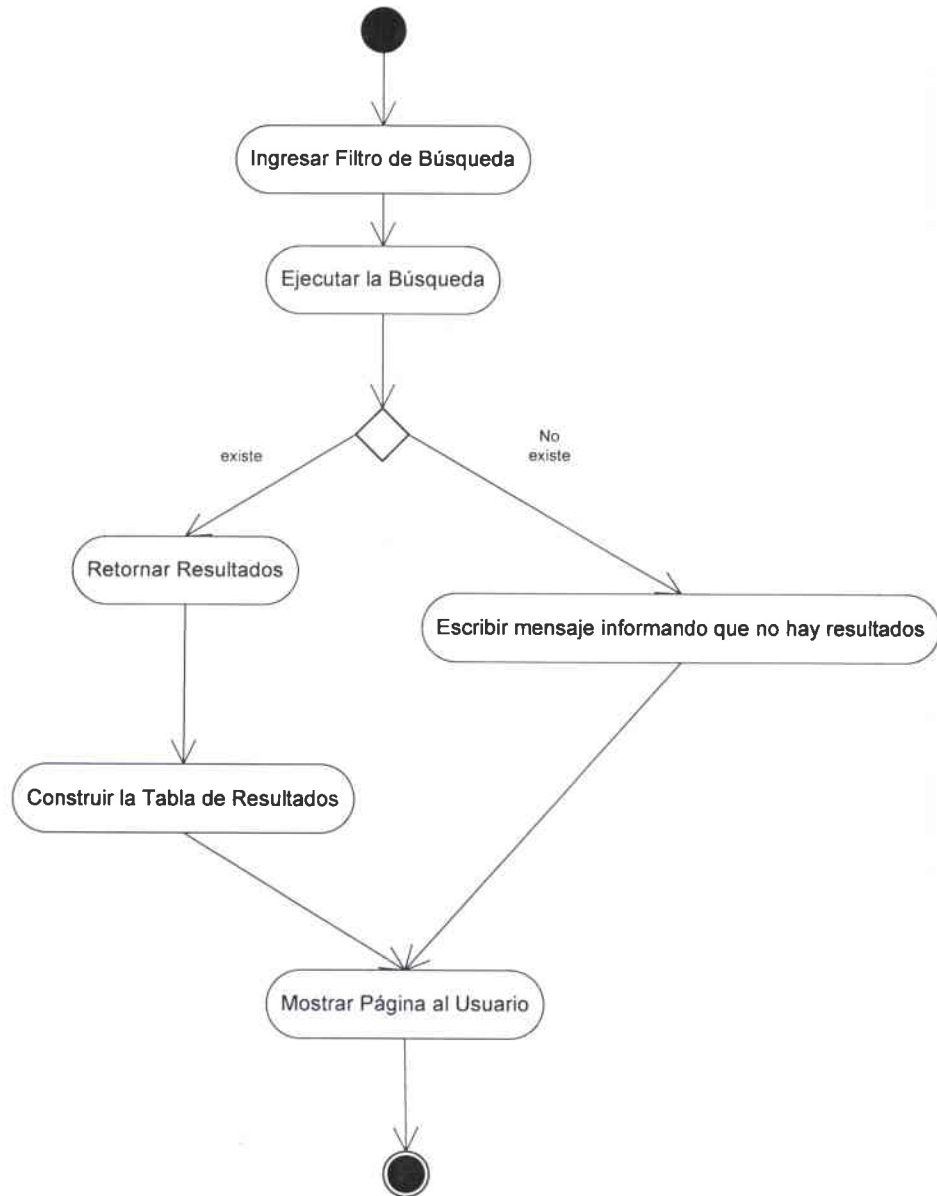 Ingresar Filtro de Búsqueda
Ejecutar la Búsqueda
existe
No
existe
Retornar Resultados
Escribir mensaje informando que no hay resultados
Construir la Tabla de Resultados
Mostrar Página al Usuario